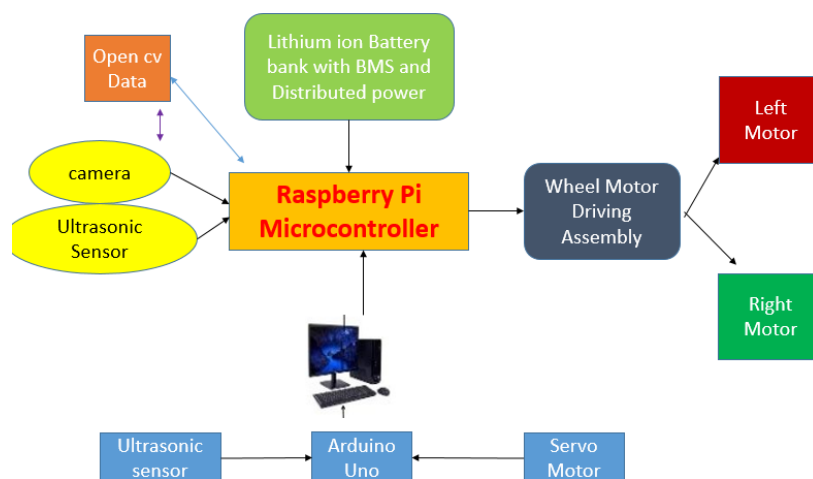 Open cv
Data
Lithium ion Battery
bank with BMS and
Distributed power
Left
Motor
camera
Ultrasonic
Sensor
Raspberry Pi
Microcontroller
Wheel Motor
Driving
Assembly
Right
Motor
Ultrasonic
sensor
Arduino
Uno
Servo
Motor